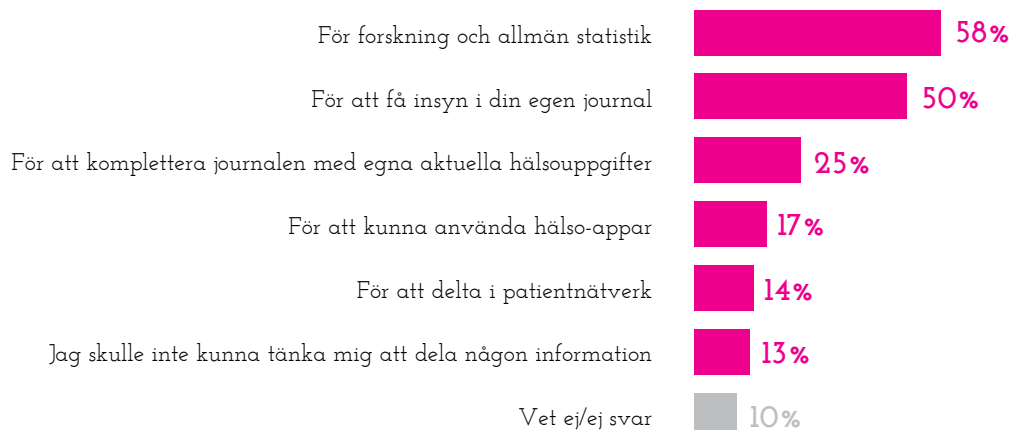 För forskning och allmän statistik 58%
För att få insyn i din egen journal 50%
För att komplettera journalen med egna aktuella hälsouppgifter 25%
För att kunna använda hälso-appar 17%
För att delta i patientnätverk 14%
Jag skulle inte kunna tänka mig att dela någon information 13%
Vet ej/ej svar 10%